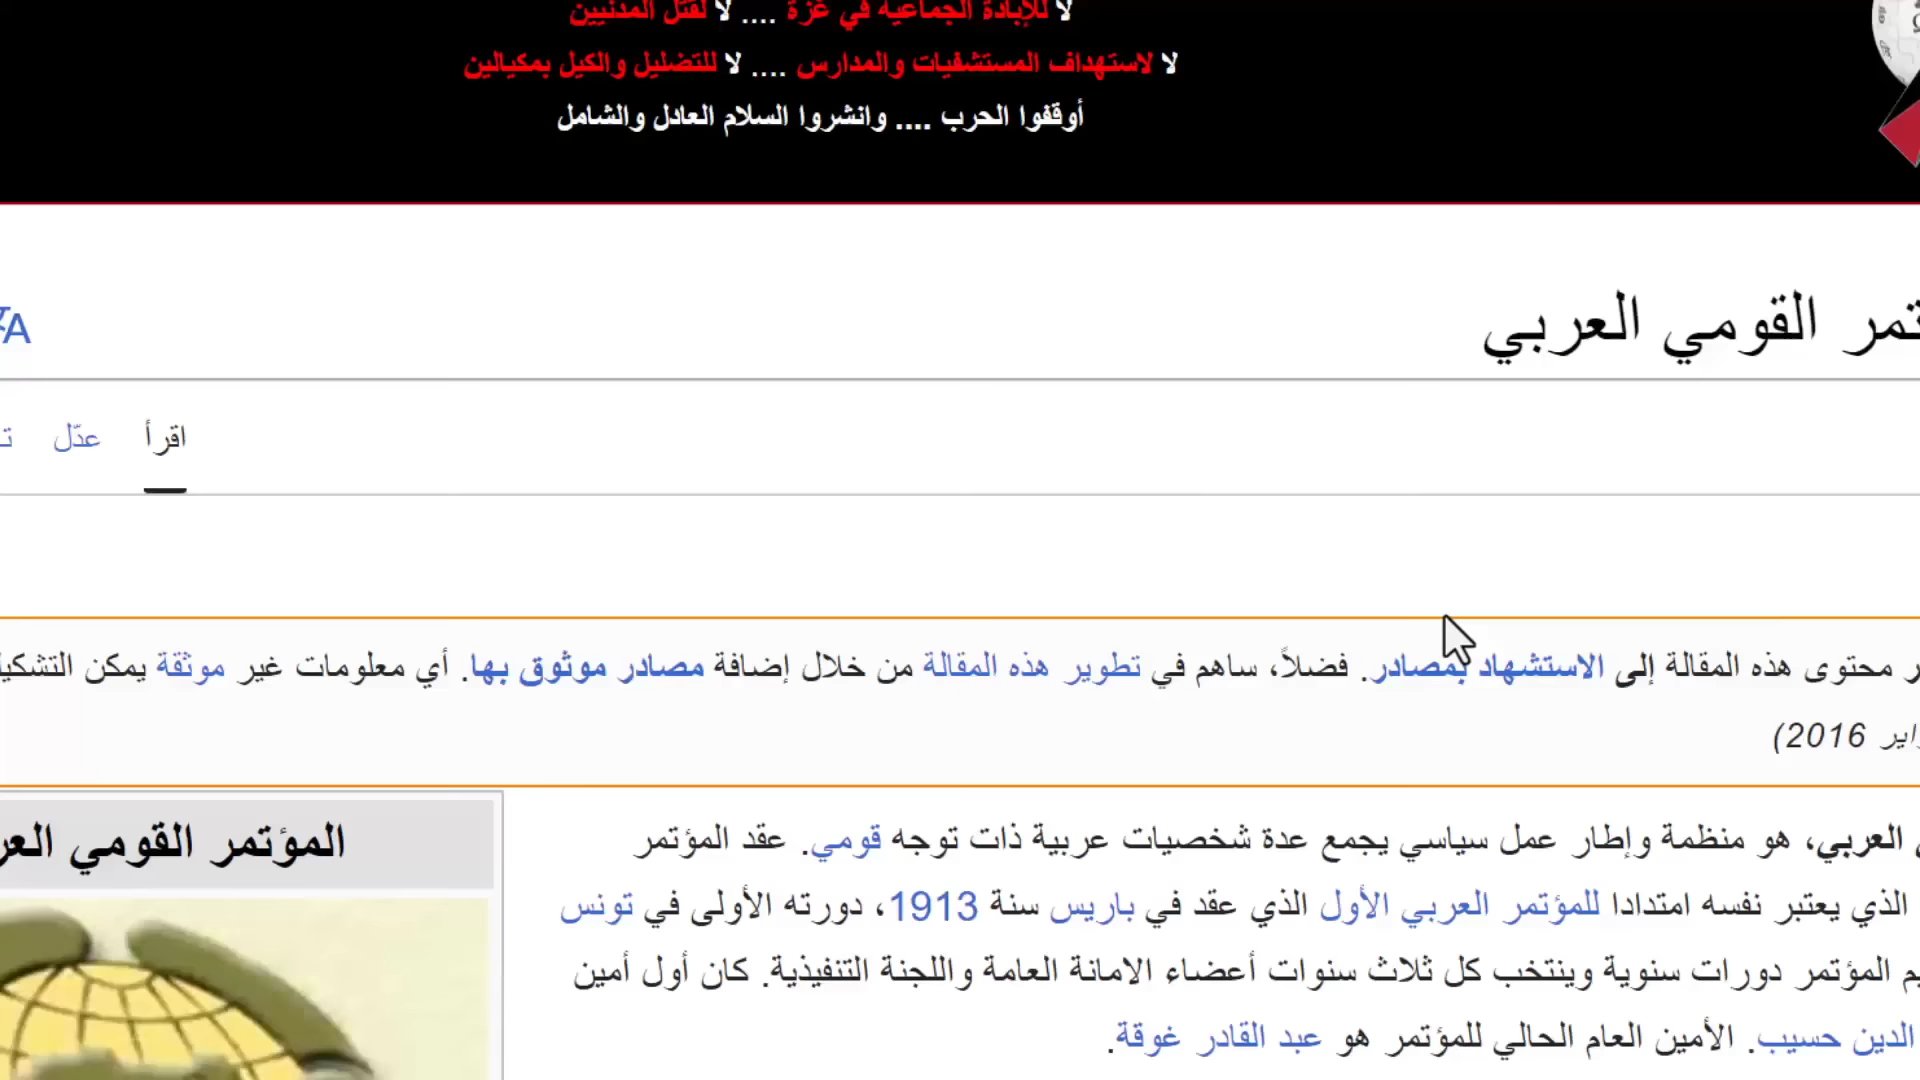 لا للإبادة الجماعية في غزة .... لا لقتل المدنيين
لا لاستهداف المستشفيات والمدارس .... لا للتضليل والكيل بمكيالين
أوقفوا الحرب .... وانشروا السلام العادل والشامل
القومي العربي
اقرأ عدّل
محتوى هذه المقالة إلى الاستشهاد بمصادر. فضلاً، ساهم في تطوير هذه المقالة من خلال إضافة مصادر موثوق بها. أي معلومات غير موثقة يمكن
2016)
العربي، هو منظمة وإطار عمل سياسي يجمع عدة شخصيات عربية ذات توجه قومي. عقد المؤتمر
الذي يعتبر نفسه امتدادا للمؤتمر العربي الأول الذي عقد في باريس سنة 1913، دورته الأولى في تونس
المؤتمر دورات سنوية وينتخب كل ثلاث سنوات أعضاء الامانة العامة واللجنة التنفيذية. كان أول أمين
الدين حسيب. الأمين العام الحالي للمؤتمر هو عبد القادر غوقة.
المؤتمر القومي